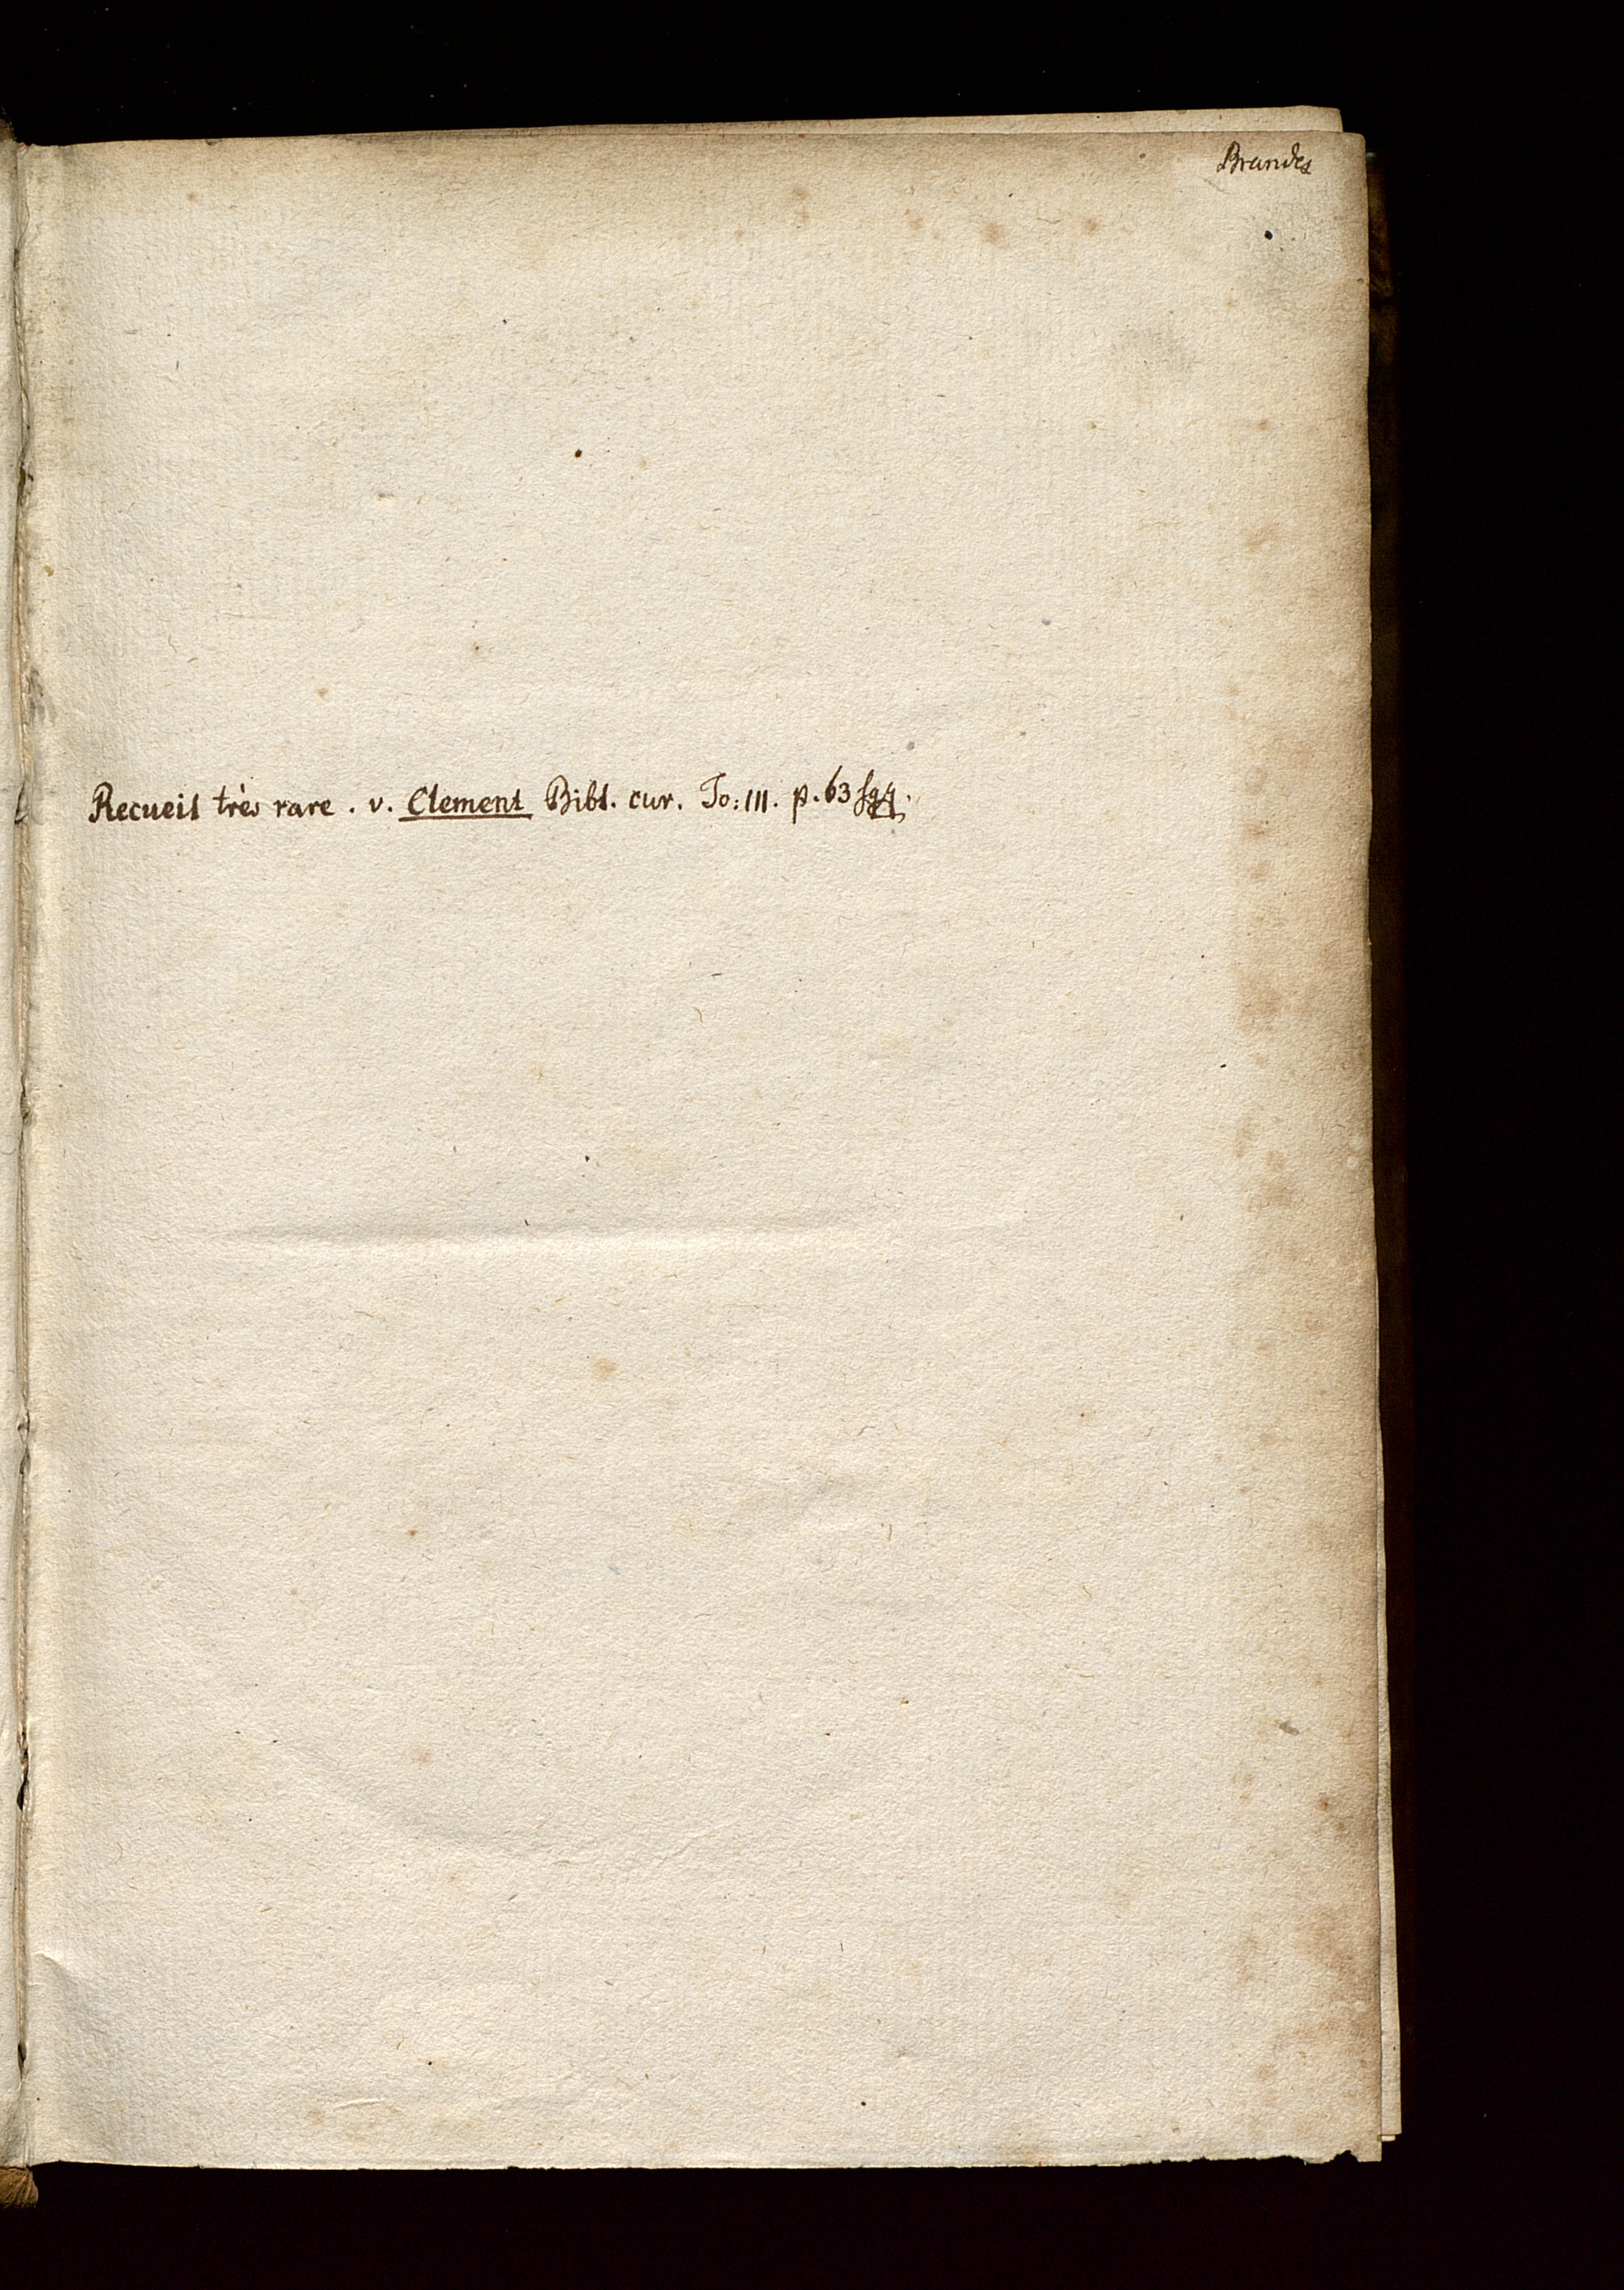 Brandes
Recueil très rare. v. Clement Bibl. cur. To: III. p. 63 sqq.